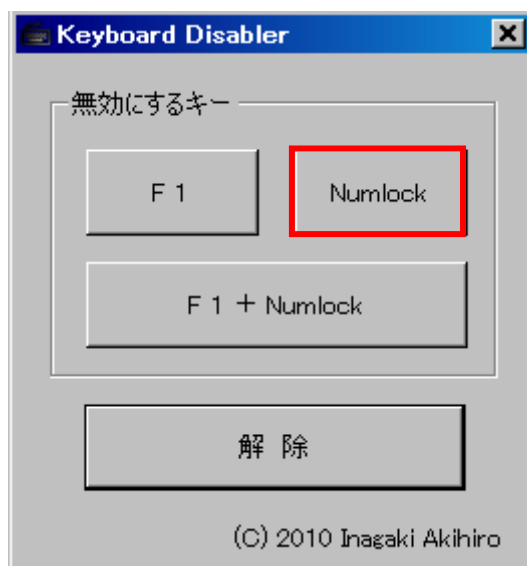 Keyboard Disabler
無効にするキー
F 1
Numlock
F 1 + Numlock
解 除
(C) 2010 Inagaki Akihiro